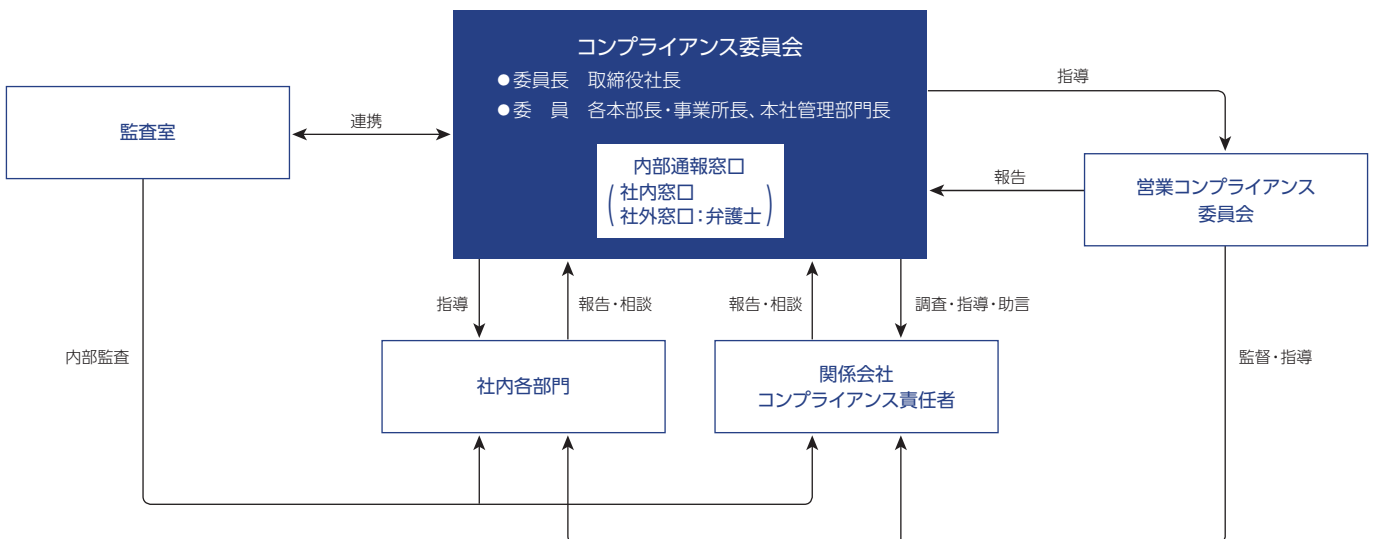 コンプライアンス委員会
●委員長　取締役社長
●委　員　各本部長・事業所長、本社管理部門長
内部通報窓口
(社内窓口
社外窓口：弁護士)
監査室
連携
指導
報告
営業コンプライアンス
委員会
指導
報告・相談
報告・相談
調査・指導・助言
内部監査
監督・指導
社内各部門
関係会社
コンプライアンス責任者